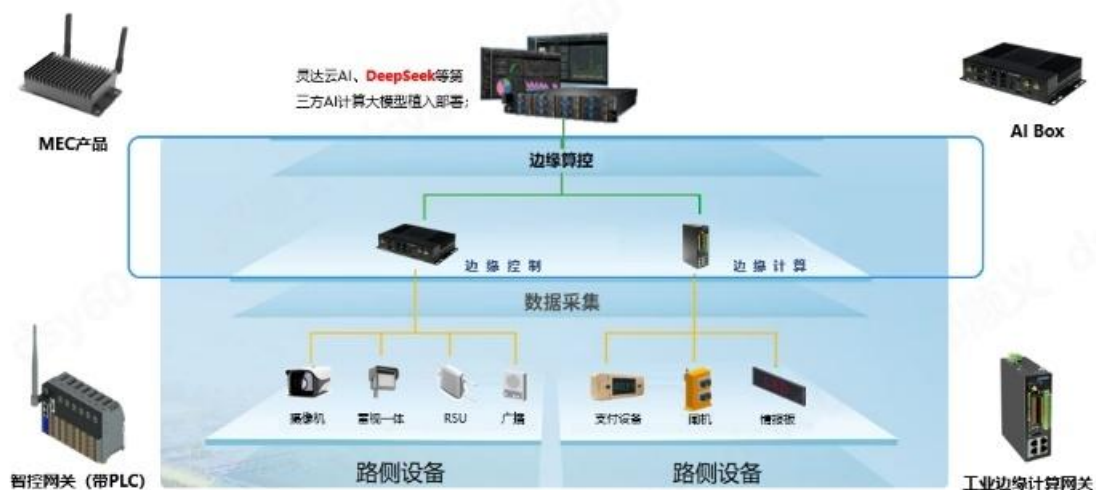 灵达云AI、DeepSeek等第
三方AI计算大模型植入部署;
MEC产品
AI Box
边缘算控
边缘控制
边缘计算
数据采集
摄像机
雷视一体
RSU
广播
支付设备
闸机
情报板
路侧设备
路侧设备
智控网关（带PLC）
工业边缘计算网关